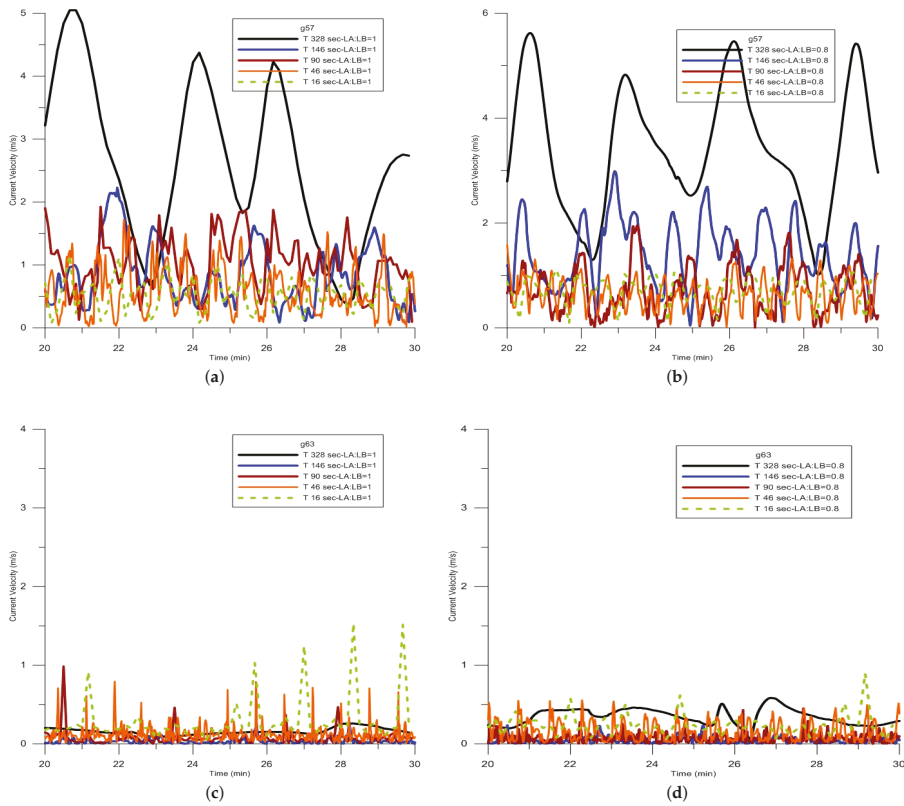 g57
T 328 sec-LA:LB=1
T 146 sec-LA:LB=1
T 90 sec-LA:LB=1
T 46 sec-LA:LB=1
T 16 sec-LA:LB=1
5
4
3
2
1
0
Current Velocity (m/s)
20 22 24 26 28 30
Time (min)
(a)
g57
T 328 sec-LA:LB=0.8
T 146 sec-LA:LB=0.8
T 90 sec-LA:LB=0.8
T 46 sec-LA:LB=0.8
T 16 sec-LA:LB=0.8
6
4
2
0
Current Velocity (m/s)
20 22 24 26 28 30
Time (min)
(b)
g63
T 328 sec-LA:LB=1
T 146 sec-LA:LB=1
T 90 sec-LA:LB=1
T 46 sec-LA:LB=1
T 16 sec-LA:LB=1
4
3
2
1
0
Current Velocity (m/s)
20 22 24 26 28 30
Time (min)
(c)
g63
T 328 sec-LA:LB=0.8
T 146 sec-LA:LB=0.8
T 90 sec-LA:LB=0.8
T 46 sec-LA:LB=0.8
T 16 sec-LA:LB=0.8
4
3
2
1
0
Current Velocity (m/s)
20 22 24 26 28 30
Time (min)
(d)